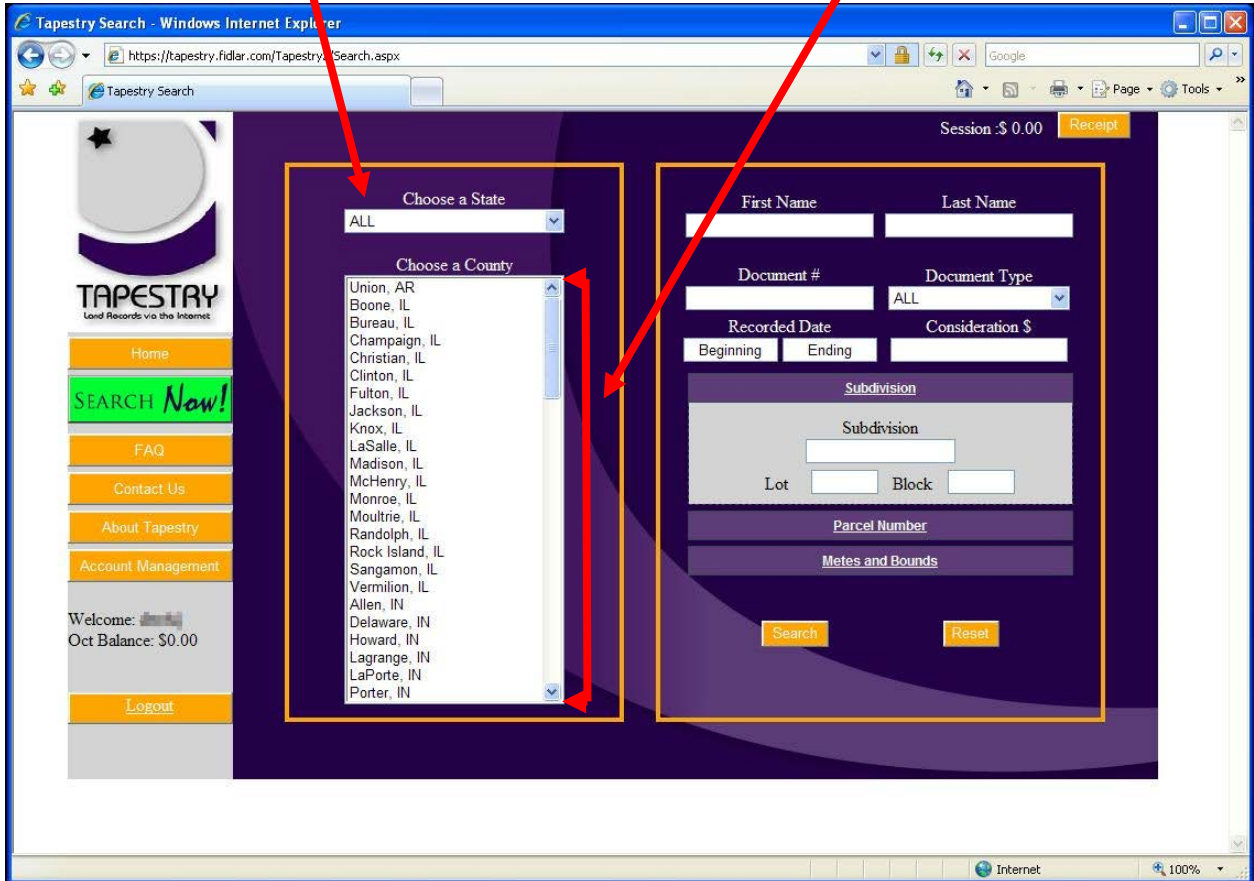 Tapestry Search - Windows Internet Explorer
https://tapestry.fidlar.com/Tapestry2/Search.aspx
Google
Tapestry Search
Page
Tools
TAPESTRY
Land Records via the Internet
Home
SEARCH Now!
FAQ
Contact Us
About Tapestry
Account Management
Welcome:
Oct Balance: $0.00
Logout
Session :$ 0.00
Receipt
Choose a State
ALL
Choose a County
Union, AR
Boone, IL
Bureau, IL
Champaign, IL
Christian, IL
Clinton, IL
Fulton, IL
Jackson, IL
Knox, IL
LaSalle, IL
Madison, IL
McHenry, IL
Monroe, IL
Moultrie, IL
Randolph, IL
Rock Island, IL
Sangamon, IL
Vermilion, IL
Allen, IN
Delaware, IN
Howard, IN
Lagrange, IN
LaPorte, IN
Porter, IN
First Name Last Name
Document # Document Type
ALL
Recorded Date Consideration $
Beginning Ending
Subdivision
Subdivision
Lot Block
Parcel Number
Metes and Bounds
Search Reset
Internet
100%